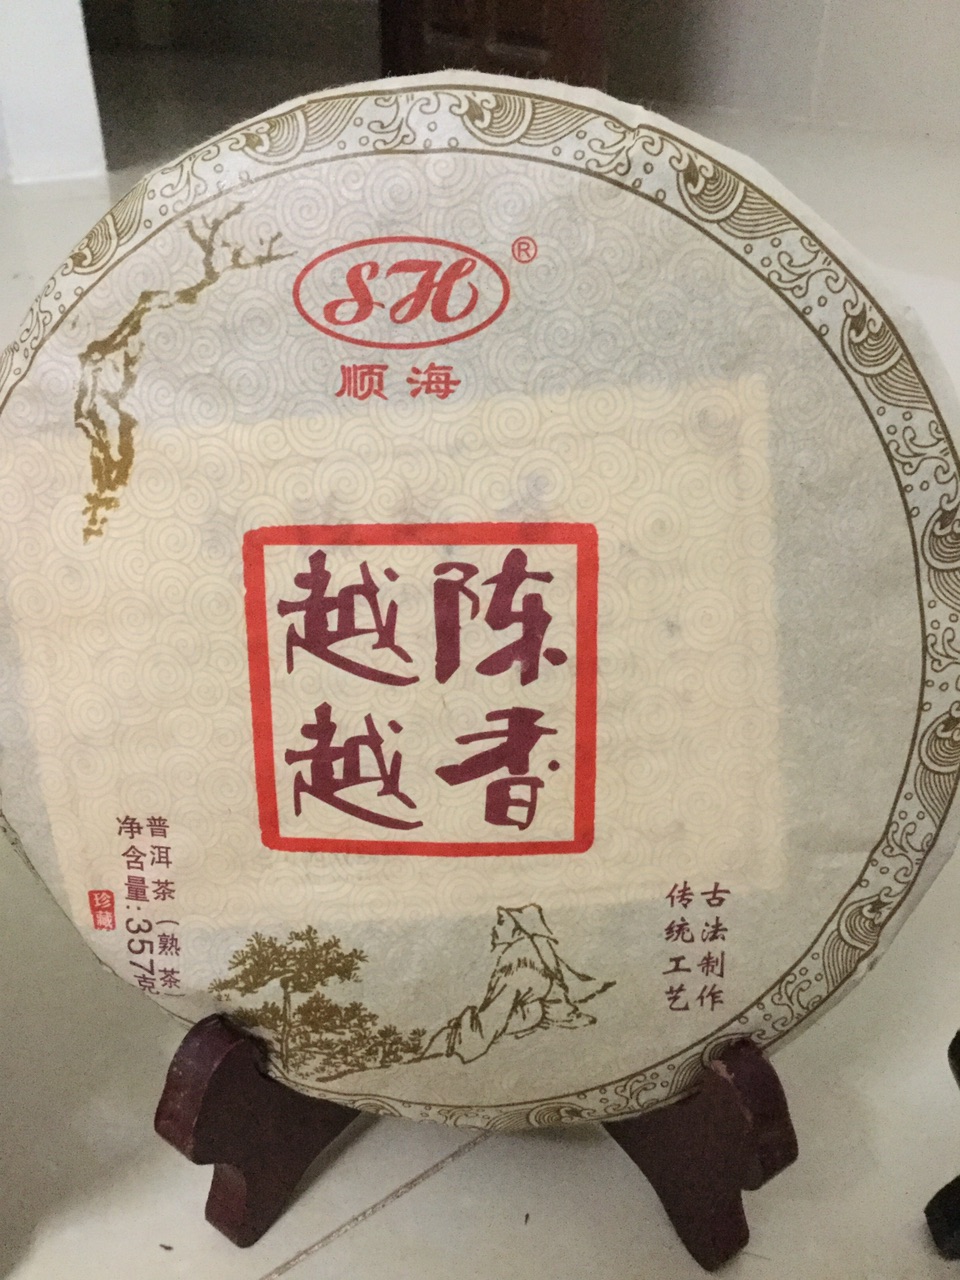 SH®
顺海
陈香
越越
古法制作
传统工艺
普洱茶(熟茶)
净含量:357克
珍藏